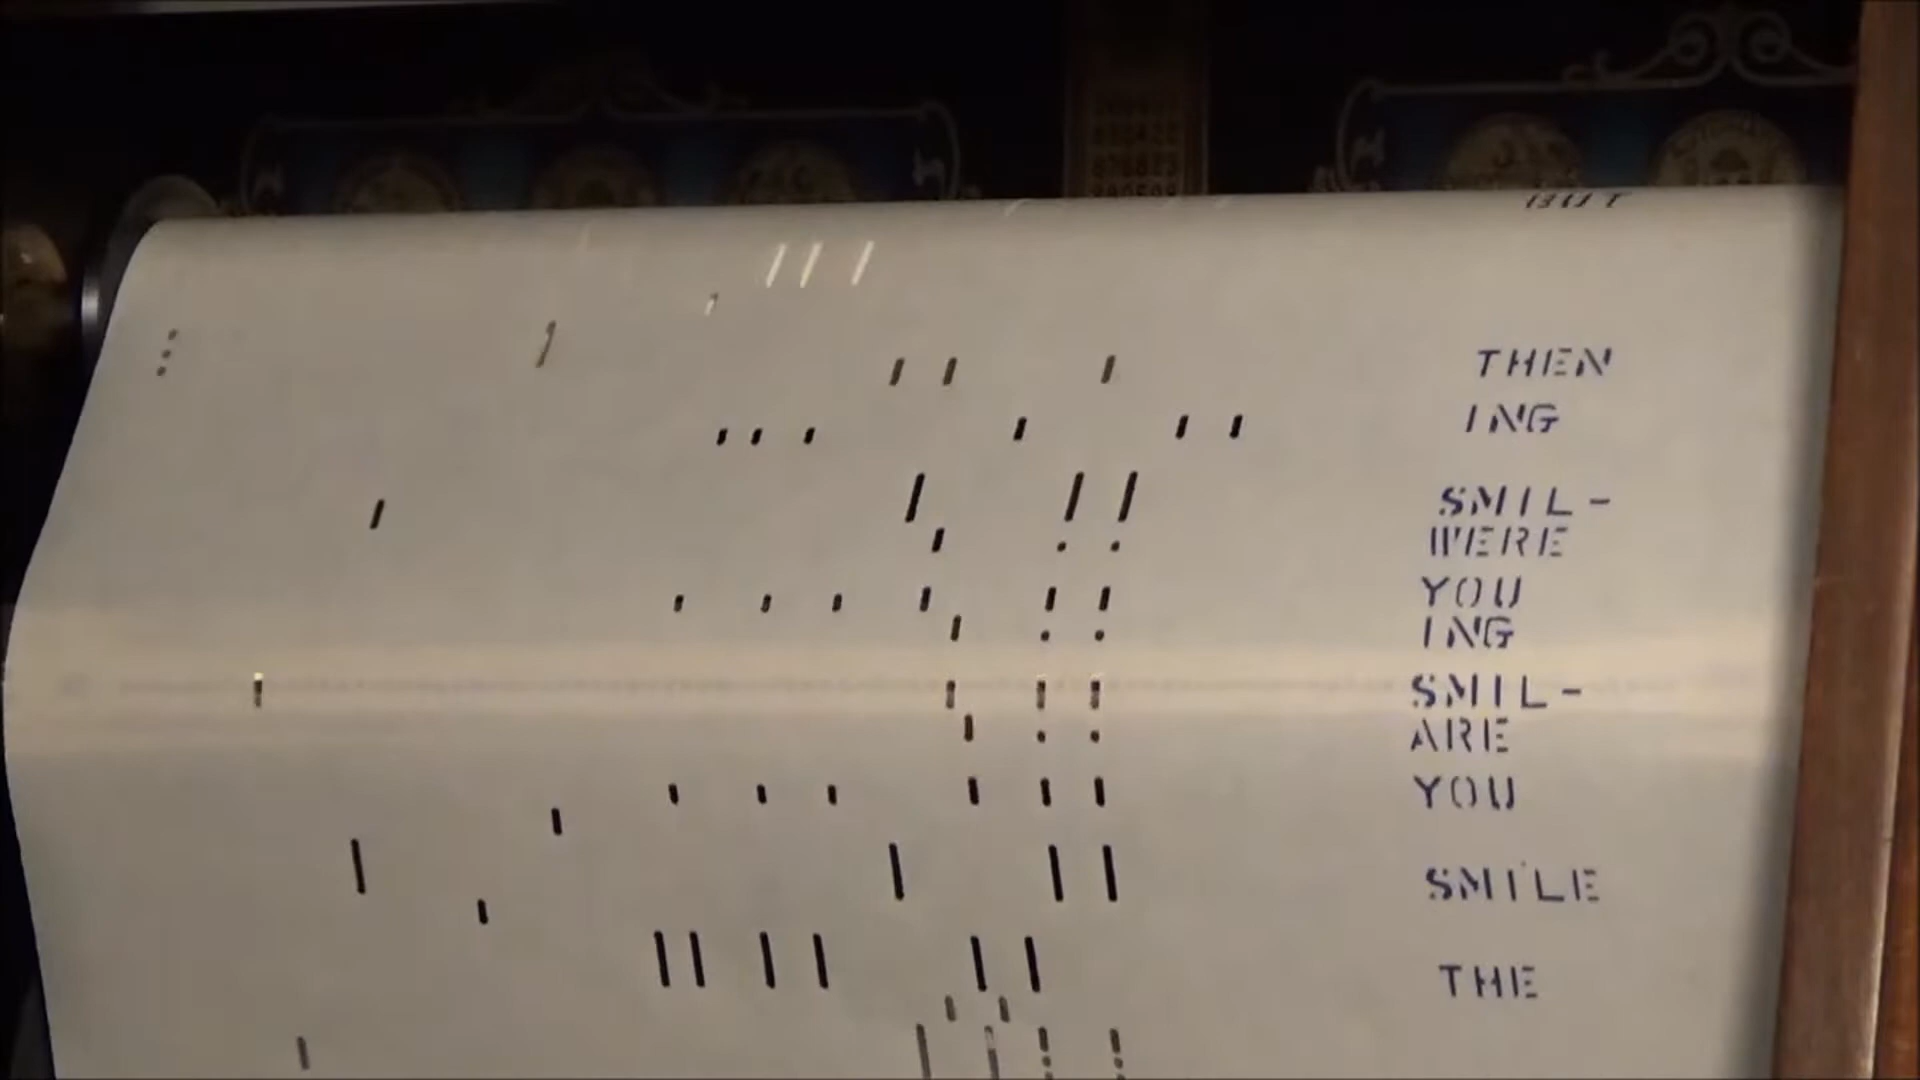 BUT
THEN
ING
SMIL-
WERE
YOU
ING
SMIL-
ARE
YOU
SMILE
THE